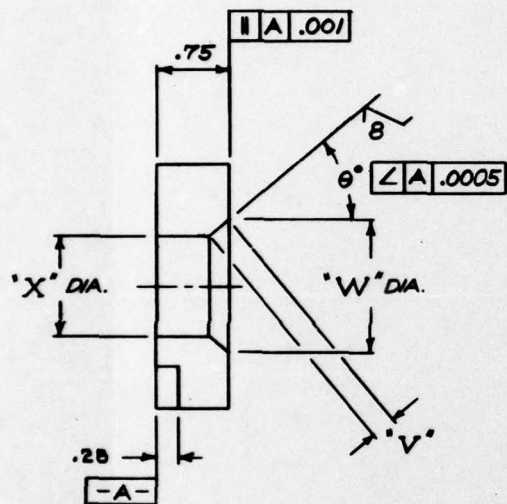 ∥ A .001
.75
8
θ°
∠ A .0005
"X" DIA.
"W" DIA.
"V"
.25
-A-